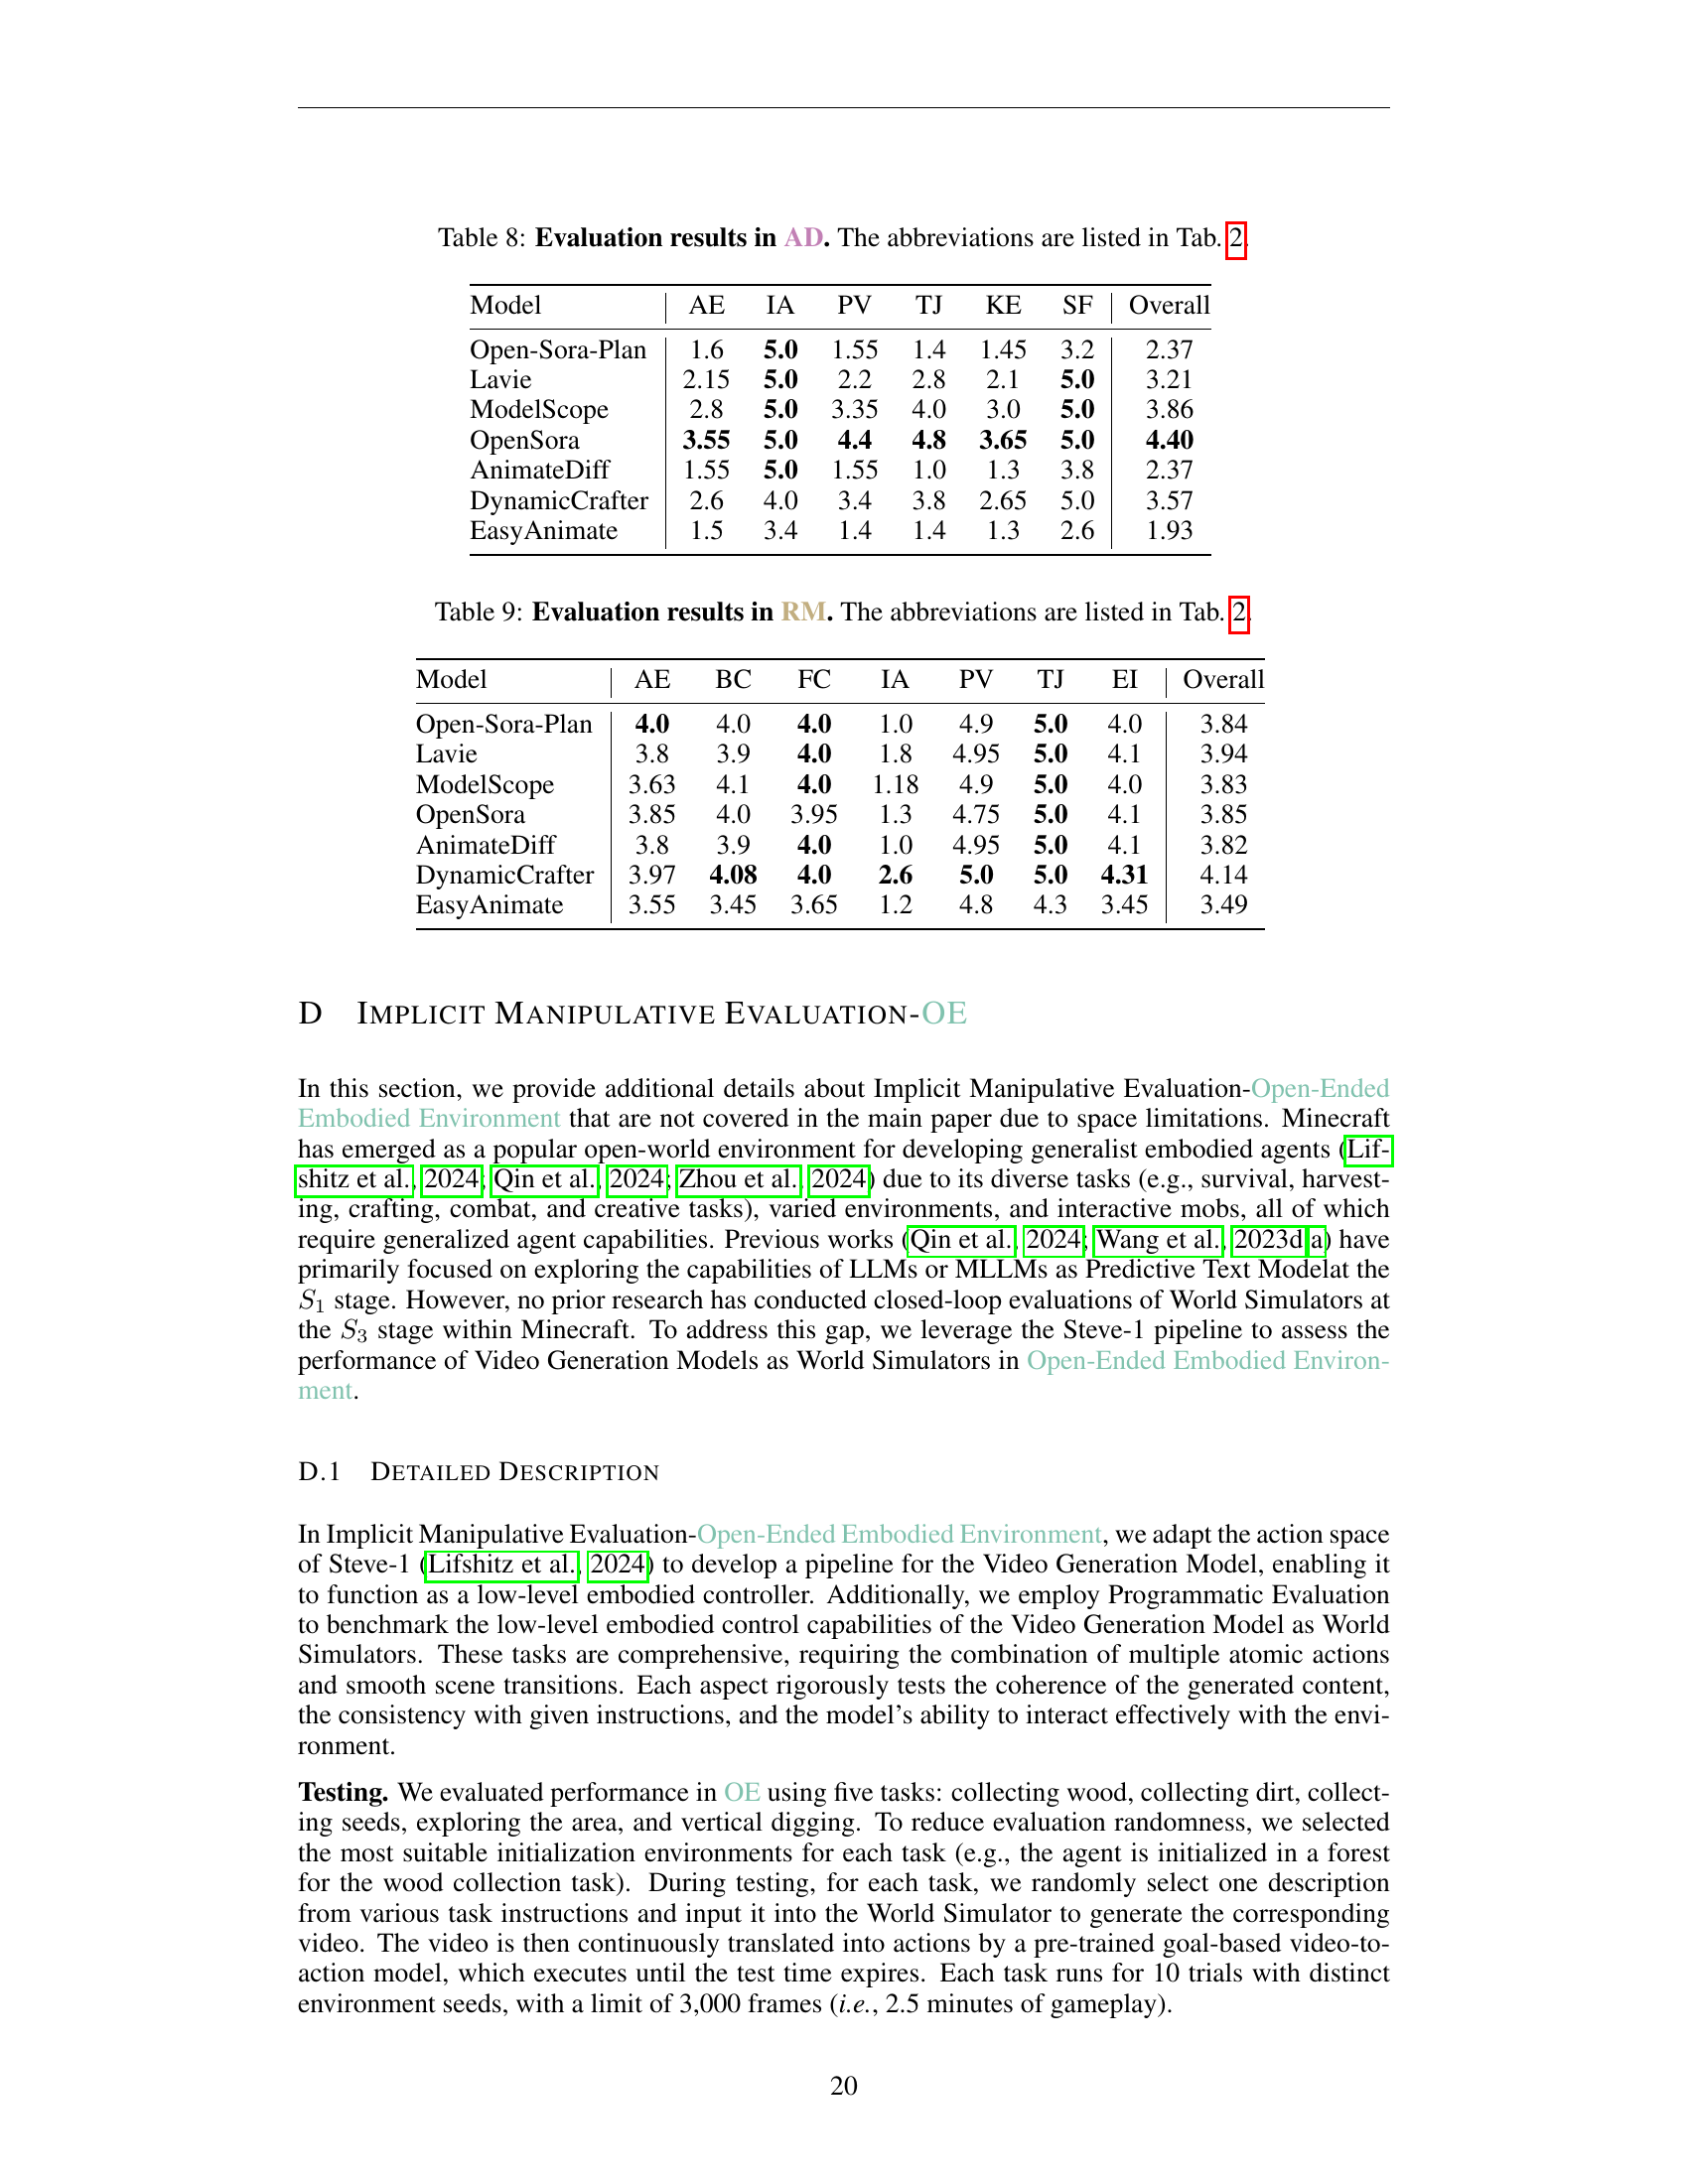 Table 8: Evaluation results in AD. The abbreviations are listed in Tab. 2.
Model AE IA PV TJ KE SF Overall
Open-Sora-Plan 1.6 5.0 1.55 1.4 1.45 3.2 2.37
Lavie 2.15 5.0 2.2 2.8 2.1 5.0 3.21
ModelScope 2.8 5.0 3.35 4.0 3.0 5.0 3.86
OpenSora 3.55 5.0 4.4 4.8 3.65 5.0 4.40
AnimateDiff 1.55 5.0 1.55 1.0 1.3 3.8 2.37
DynamicCrafter 2.6 4.0 3.4 3.8 2.65 5.0 3.57
EasyAnimate 1.5 3.4 1.4 1.4 1.3 2.6 1.93
Table 9: Evaluation results in RM. The abbreviations are listed in Tab. 2.
Model AE BC FC IA PV TJ EI Overall
Open-Sora-Plan 4.0 4.0 4.0 1.0 4.9 5.0 4.0 3.84
Lavie 3.8 3.9 4.0 1.8 4.95 5.0 4.1 3.94
ModelScope 3.63 4.1 4.0 1.18 4.9 5.0 4.0 3.83
OpenSora 3.85 4.0 3.95 1.3 4.75 5.0 4.1 3.85
AnimateDiff 3.8 3.9 4.0 1.0 4.95 5.0 4.1 3.82
DynamicCrafter 3.97 4.08 4.0 2.6 5.0 5.0 4.31 4.14
EasyAnimate 3.55 3.45 3.65 1.2 4.8 4.3 3.45 3.49
D IMPLICIT MANIPULATIVE EVALUATION-OE
In this section, we provide additional details about Implicit Manipulative Evaluation-Open-Ended
Embodied Environment that are not covered in the main paper due to space limitations. Minecraft
has emerged as a popular open-world environment for developing generalist embodied agents (Lif-
shitz et al., 2024; Qin et al., 2024; Zhou et al., 2024) due to its diverse tasks (e.g., survival, harvest-
ing, crafting, combat, and creative tasks), varied environments, and interactive mobs, all of which
require generalized agent capabilities. Previous works (Qin et al., 2024; Wang et al., 2023d;a) have
primarily focused on exploring the capabilities of LLMs or MLLMs as Predictive Text Modelat the
S1 stage. However, no prior research has conducted closed-loop evaluations of World Simulators at
the S3 stage within Minecraft. To address this gap, we leverage the Steve-1 pipeline to assess the
performance of Video Generation Models as World Simulators in Open-Ended Embodied Environ-
ment.
D.1 DETAILED DESCRIPTION
In Implicit Manipulative Evaluation-Open-Ended Embodied Environment, we adapt the action space
of Steve-1 (Lifshitz et al., 2024) to develop a pipeline for the Video Generation Model, enabling it
to function as a low-level embodied controller. Additionally, we employ Programmatic Evaluation
to benchmark the low-level embodied control capabilities of the Video Generation Model as World
Simulators. These tasks are comprehensive, requiring the combination of multiple atomic actions
and smooth scene transitions. Each aspect rigorously tests the coherence of the generated content,
the consistency with given instructions, and the model's ability to interact effectively with the envi-
ronment.
Testing. We evaluated performance in OE using five tasks: collecting wood, collecting dirt, collect-
ing seeds, exploring the area, and vertical digging. To reduce evaluation randomness, we selected
the most suitable initialization environments for each task (e.g., the agent is initialized in a forest
for the wood collection task). During testing, for each task, we randomly select one description
from various task instructions and input it into the World Simulator to generate the corresponding
video. The video is then continuously translated into actions by a pre-trained goal-based video-to-
action model, which executes until the test time expires. Each task runs for 10 trials with distinct
environment seeds, with a limit of 3,000 frames (i.e., 2.5 minutes of gameplay).
20